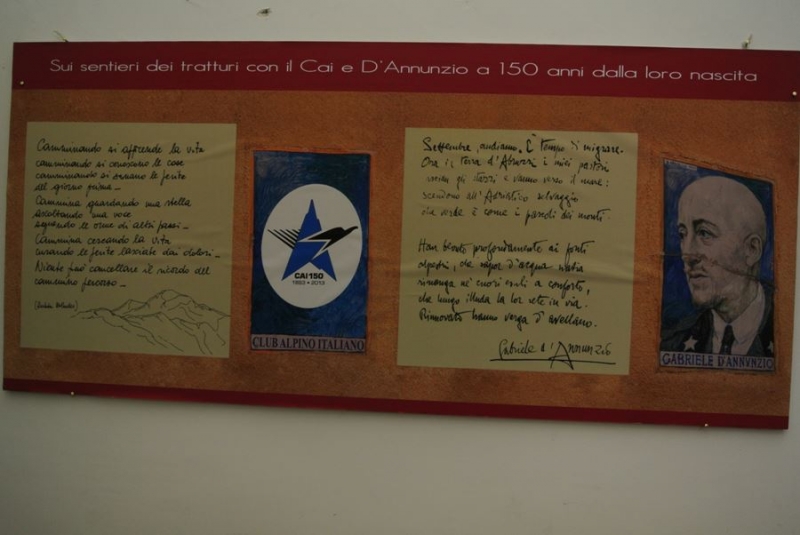 Sui sentieri dei tratturi con il Cai e D'Annunzio a 150 anni dalla loro nascita
Camminando si apprende la vita
camminando si conoscono le cose
camminando si sanano le ferite
del giorno prima_
Cammina guardando una stella
ascoltando una voce
seguendo le orme di altri passi_
Cammina cercando la vita
curando le ferite lasciate dai dolori_
Niente può cancellare il ricordo del
cammino percorso_
CAI 150
1863 • 2013
CLUB ALPINO ITALIANO
Settembre, andiamo. È tempo di migrare.
Ora in terra d'Abruzzi i miei pastori
lascian gli stazzi e vanno verso il mare:
scendono all'Adriatico selvaggio
che verde è come i pascoli dei monti.
Han bevuto profondamente ai fonti
alpestri, che sapor d'acqua natia
rimanga ne' cuori esuli a conforto,
che lungo illuda la lor sete in via.
Rinnovato hanno verga d'avellano.
Gabriele d'Annunzio
GABRIELE D'ANNVNZIO